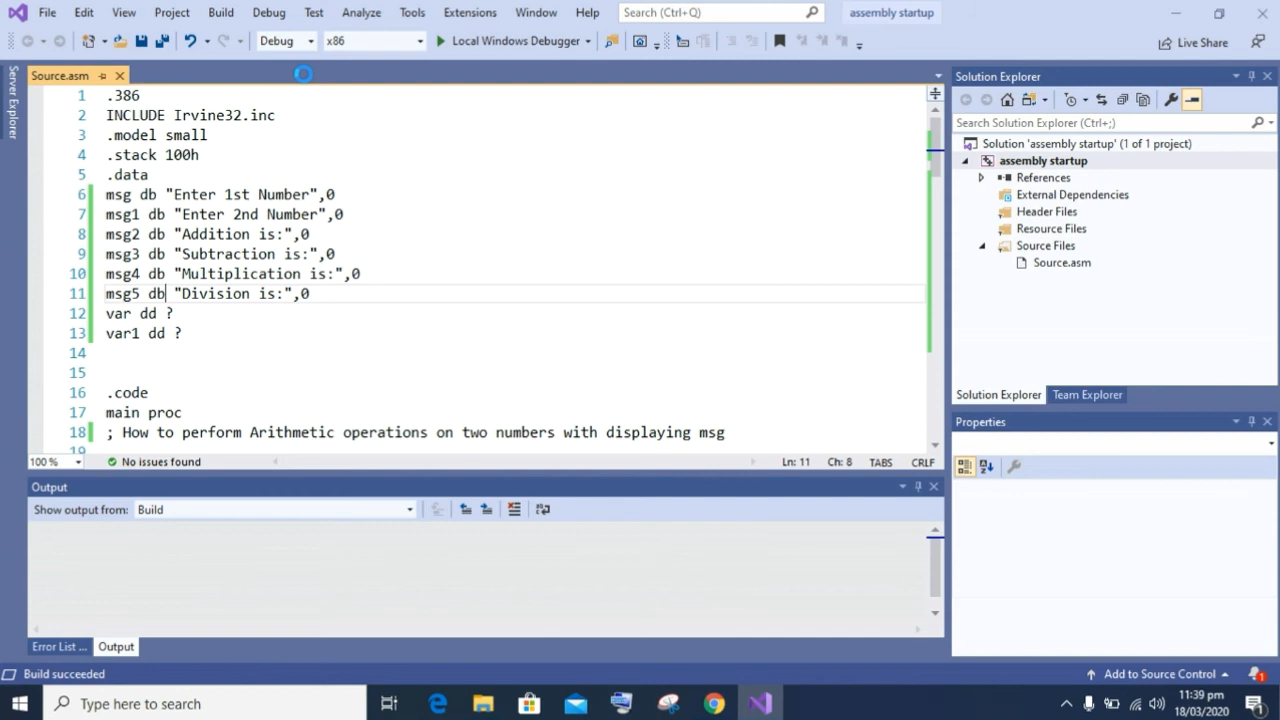 File Edit View Project Build Debug Test Analyze Tools Extensions Window Help Search (Ctrl+Q) assembly startup
Debug x86 Local Windows Debugger Live Share
Server Explorer
Source.asm
1 .386
2 INCLUDE Irvine32.inc
3 .model small
4 .stack 100h
5 .data
6 msg db "Enter 1st Number",0
7 msg1 db "Enter 2nd Number",0
8 msg2 db "Addition is:",0
9 msg3 db "Subtraction is:",0
10 msg4 db "Multiplication is:",0
11 msg5 db "Division is:",0
12 var dd ?
13 var1 dd ?
14
15
16 .code
17 main proc
18 ; How to perform Arithmetic operations on two numbers with displaying msg
19
100 % No issues found Ln: 11 Ch: 8 TABS CRLF
Output
Show output from: Build
Error List ... Output
Solution Explorer
Search Solution Explorer (Ctrl+;)
Solution 'assembly startup' (1 of 1 project)
assembly startup
References
External Dependencies
Header Files
Resource Files
Source Files
Source.asm
Solution Explorer Team Explorer
Properties
Build succeeded Add to Source Control 1
Type here to search 11:39 pm
18/03/2020 1